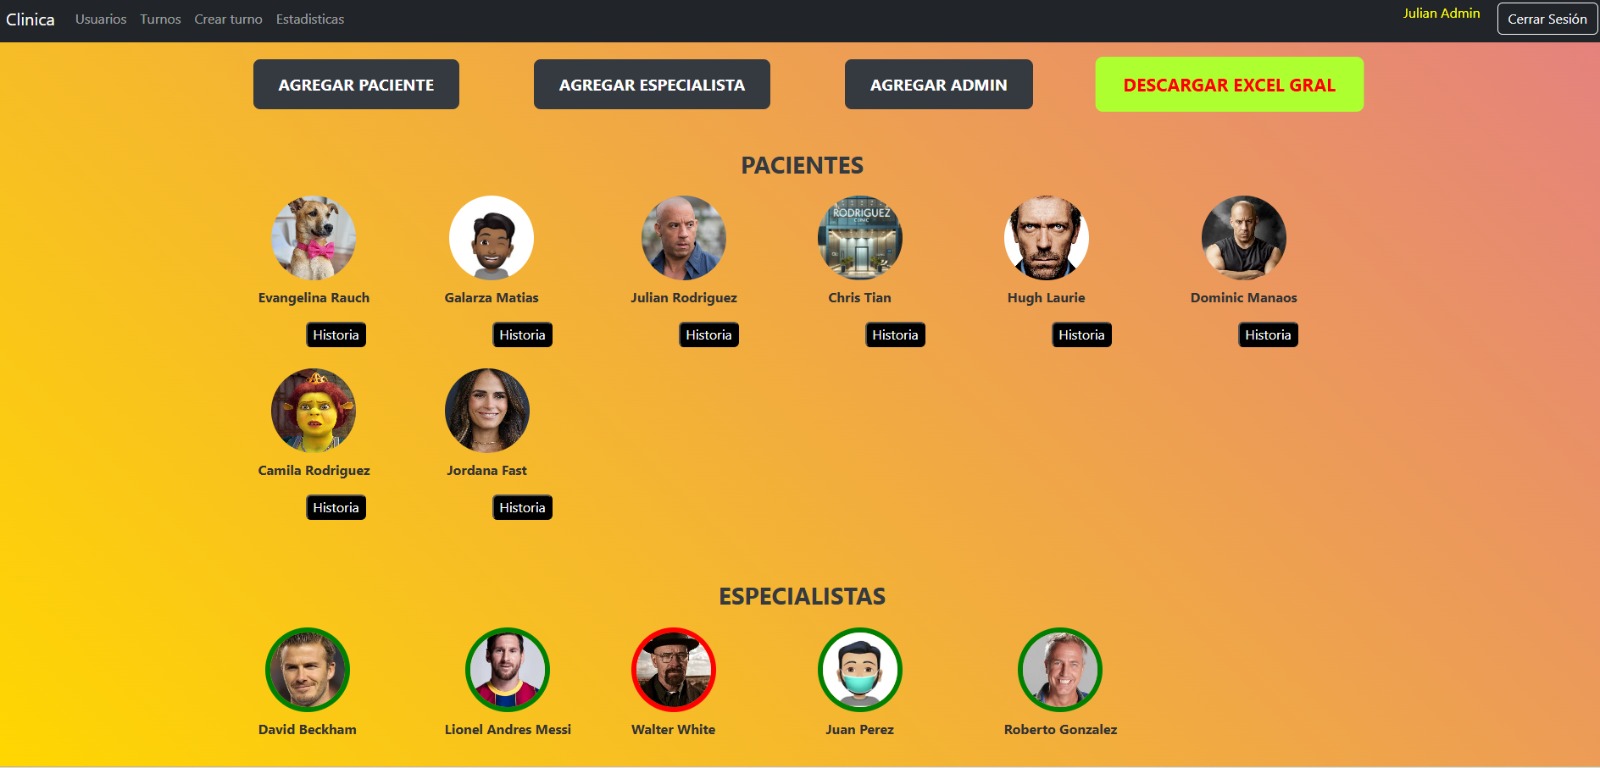 Clinica Usuarios Turnos Crear turno Estadisticas Julian Admin Cerrar Sesión
AGREGAR PACIENTE AGREGAR ESPECIALISTA AGREGAR ADMIN DESCARGAR EXCEL GRAL
PACIENTES
RODRIGUEZ
CLINIC
Evangelina Rauch Galarza Matias Julian Rodriguez Chris Tian Hugh Laurie Dominic Manaos
Historia Historia Historia Historia Historia Historia
Camila Rodriguez Jordana Fast
Historia Historia
ESPECIALISTAS
David Beckham Lionel Andres Messi Walter White Juan Perez Roberto Gonzalez